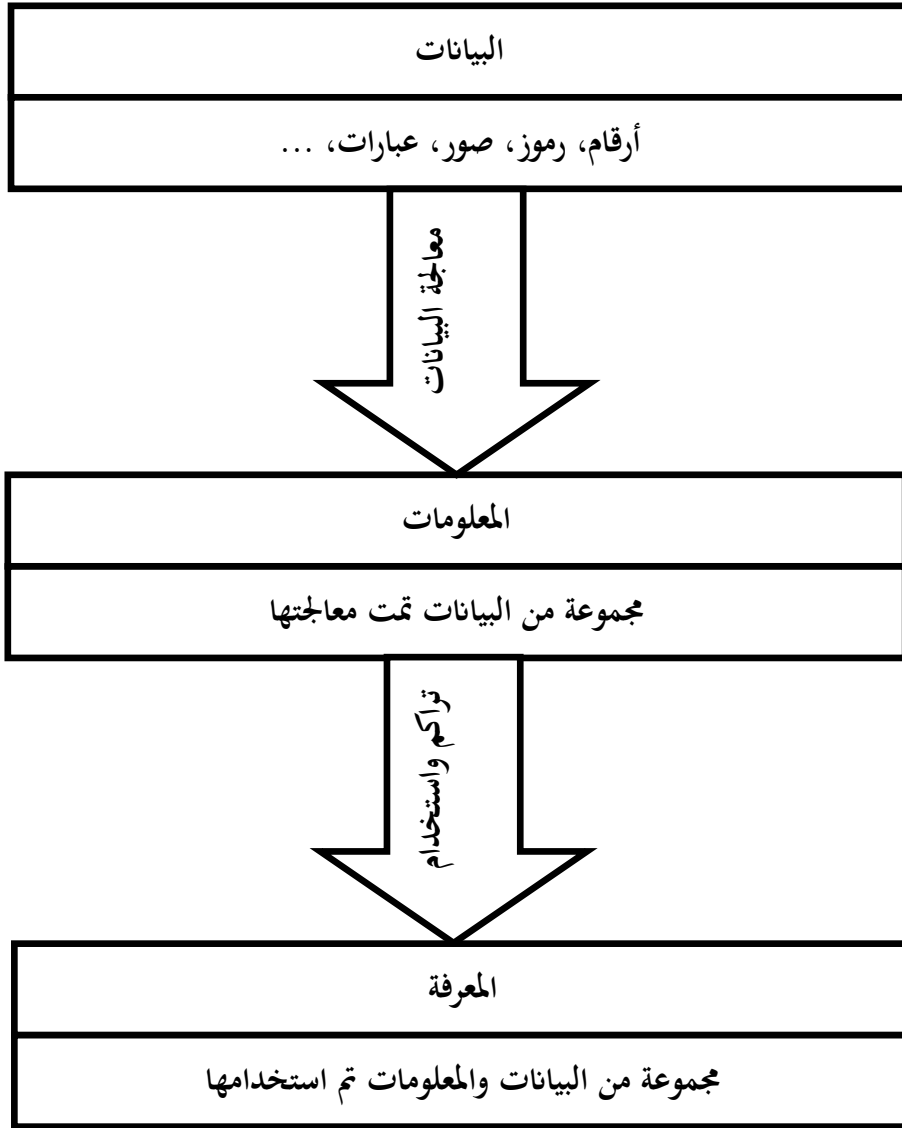 البيانات
أرقام، رموز، صور، عبارات، ...
معالجة البيانات
المعلومات
مجموعة من البيانات تمت معالجتها
تراكم واستخدام
المعرفة
مجموعة من البيانات والمعلومات تم استخدامها